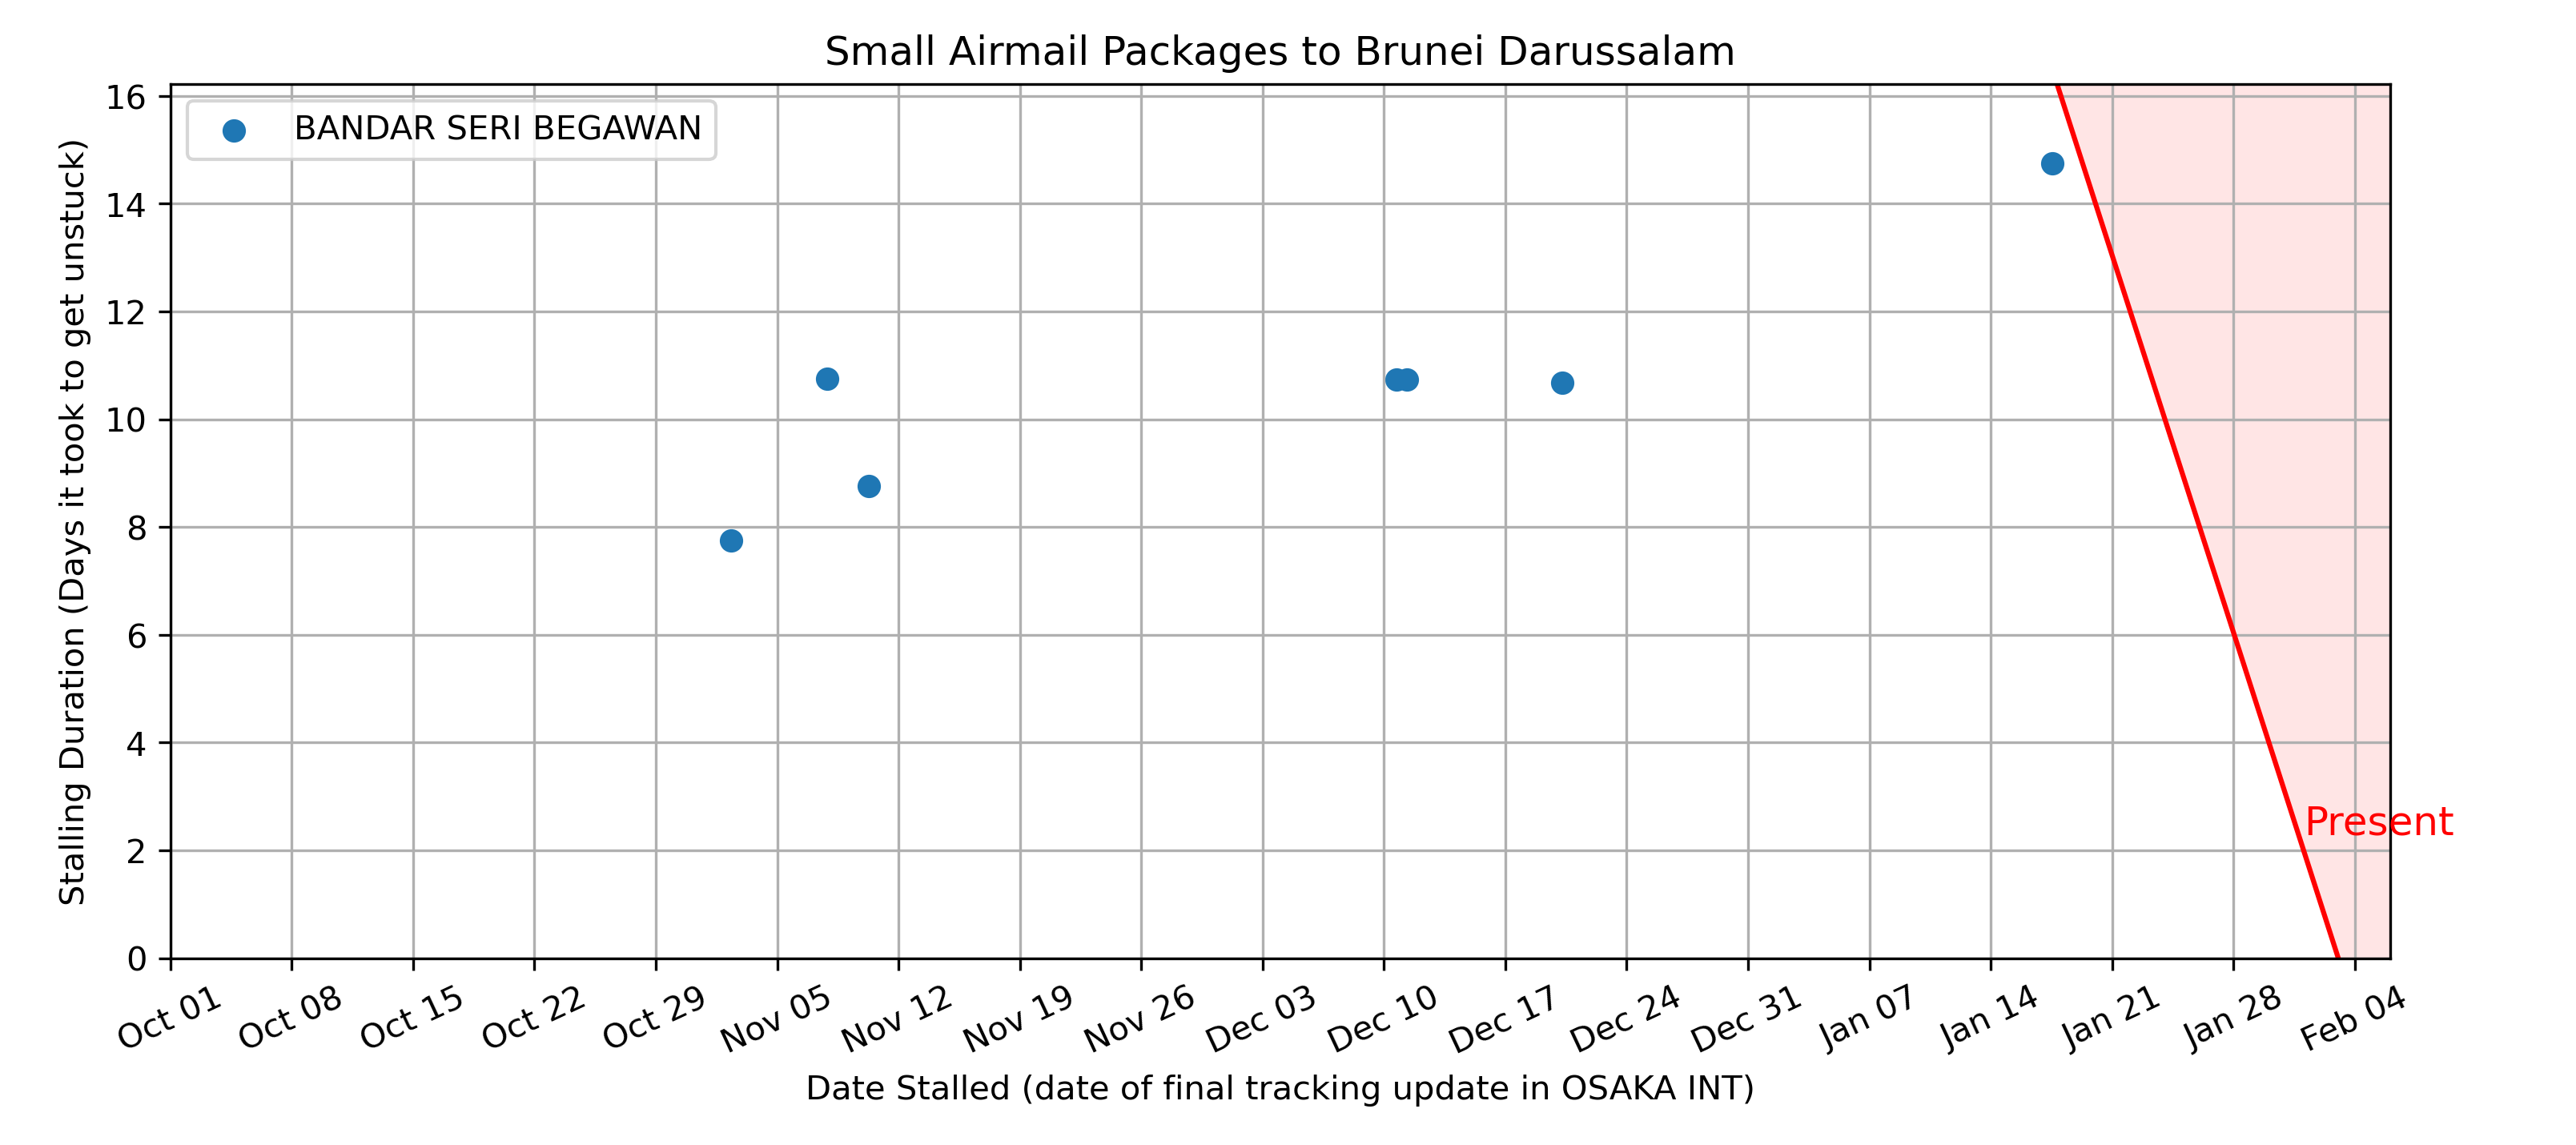 Small Airmail Packages to Brunei Darussalam
BANDAR SERI BEGAWAN
Stalling Duration (Days it took to get unstuck)
16
14
12
10
8
6
4
2
0
Present
Oct 01 Oct 08 Oct 15 Oct 22 Oct 29 Nov 05 Nov 12 Nov 19 Nov 26 Dec 03 Dec 10 Dec 17 Dec 24 Dec 31 Jan 07 Jan 14 Jan 21 Jan 28 Feb 04
Date Stalled (date of final tracking update in OSAKA INT)